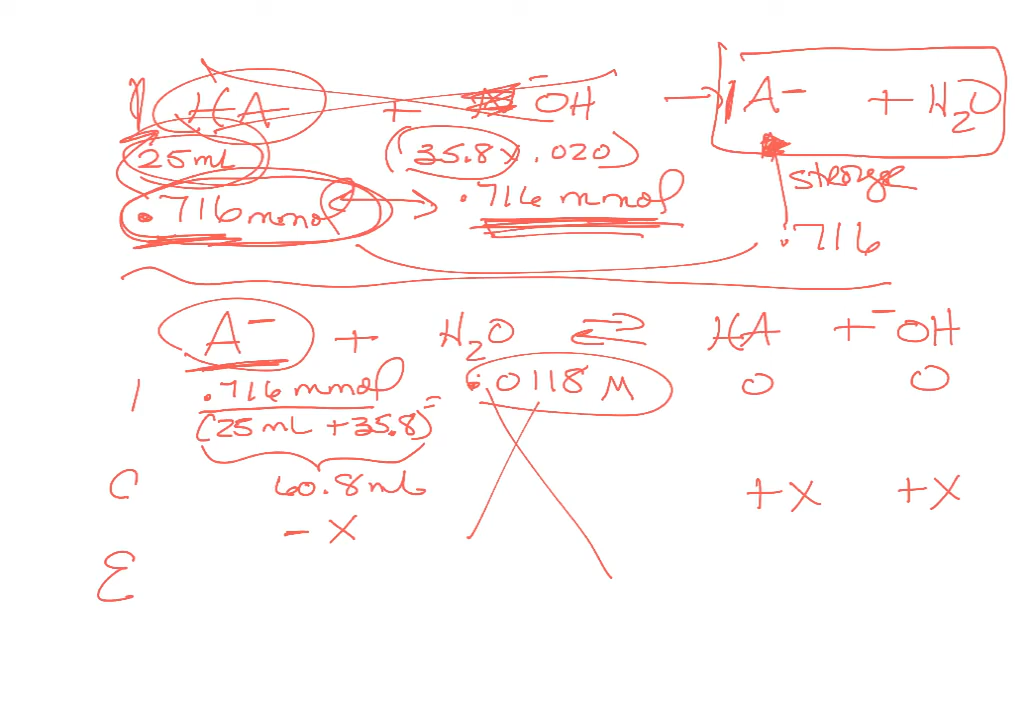 HA + ⁻OH → A⁻ + H₂O
25mL (35.8).020) stronge
.716 mmol → .716 mmol .716
A⁻ + H₂O ⇌ HA + ⁻OH
I .716 mmol .0118 M 0 0
(25 mL + 35.8) =
C 60.8 mL +X +X
- X
E